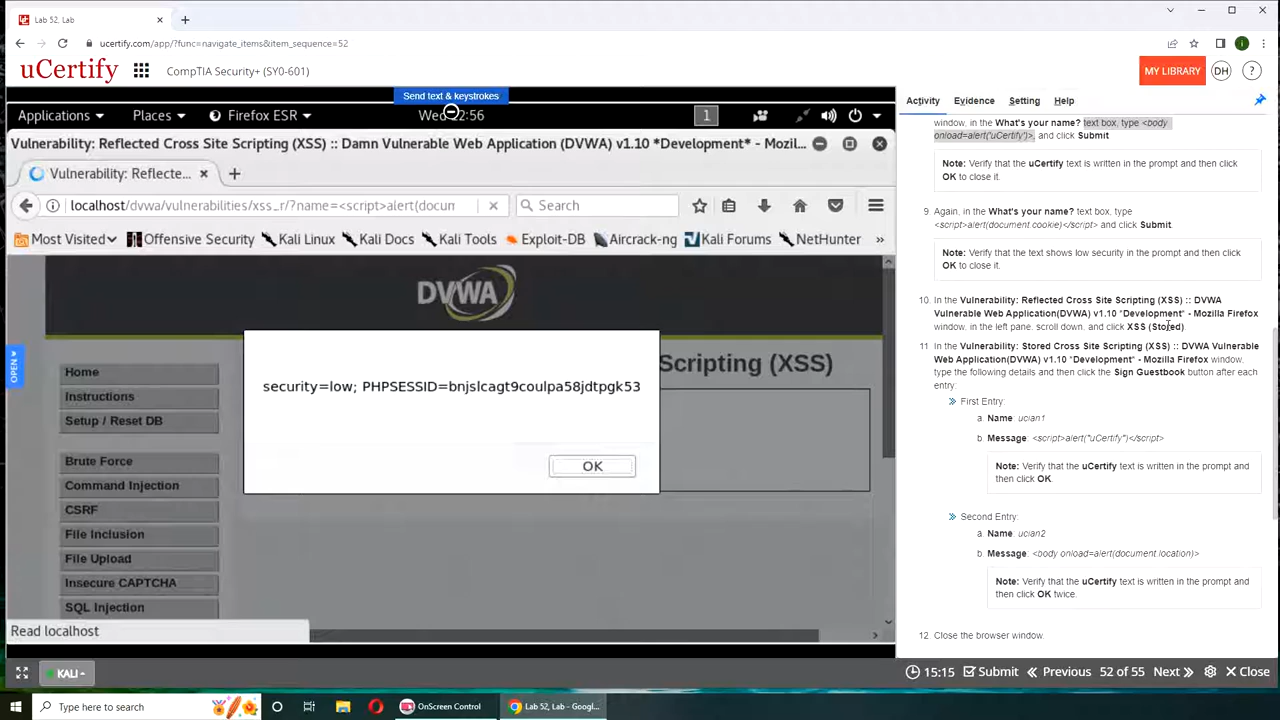 Lab 52, Lab
ucertify.com/app/?func=navigate_items&item_sequence=52
uCertify
CompTIA Security+ (SY0-601)
MY LIBRARY
DH
?
Send text & keystrokes
Applications
Places
Firefox ESR
1
Vulnerability: Reflected Cross Site Scripting (XSS) :: Damn Vulnerable Web Application (DVWA) v1.10 *Development* - Mozil...
Vulnerability: Reflecte...
localhost/dvwa/vulnerabilities/xss_r/?name=<script>alert(docum
Search
Most Visited
Offensive Security
Kali Linux
Kali Docs
Kali Tools
Exploit-DB
Aircrack-ng
Kali Forums
NetHunter
»
DVWA
Scripting (XSS)
security=low; PHPSESSID=bnjslcagt9coulpa58jdtpgk53
OK
Home
Instructions
Setup / Reset DB
Brute Force
Command Injection
CSRF
File Inclusion
File Upload
Insecure CAPTCHA
SQL Injection
Read localhost
OPEN
KALI
Activity
Evidence
Setting
Help
window, in the What's your name? text box, type <body
onload=alert('uCertify')>, and click Submit
Note: Verify that the uCertify text is written in the prompt and then click
OK to close it.
9 Again, in the What's your name? text box, type
<script>alert(document.cookie)</script> and click Submit.
Note: Verify that the text shows low security in the prompt and then click
OK to close it.
10. In the Vulnerability: Reflected Cross Site Scripting (XSS) :: DVWA
Vulnerable Web Application(DVWA) v1.10 "Development" - Mozilla Firefox
window, in the left pane, scroll down, and click XSS (Stored).
11 In the Vulnerability: Stored Cross Site Scripting (XSS) :: DVWA Vulnerable
Web Application(DVWA) v1.10 "Development" - Mozilla Firefox window,
type the following details and then click the Sign Guestbook button after each
entry:
First Entry:
a. Name: ucian1
b. Message: <script>alert("uCertify")</script>
Note: Verify that the uCertify text is written in the prompt and
then click OK.
Second Entry:
a. Name: ucian2
b. Message: <body onload=alert(document.location)>
Note: Verify that the uCertify text is written in the prompt and
then click OK twice.
12. Close the browser window.
15:15
Submit
Previous
52 of 55
Next
Close
Type here to search
OnScreen Control
Lab 52, Lab - Googl...